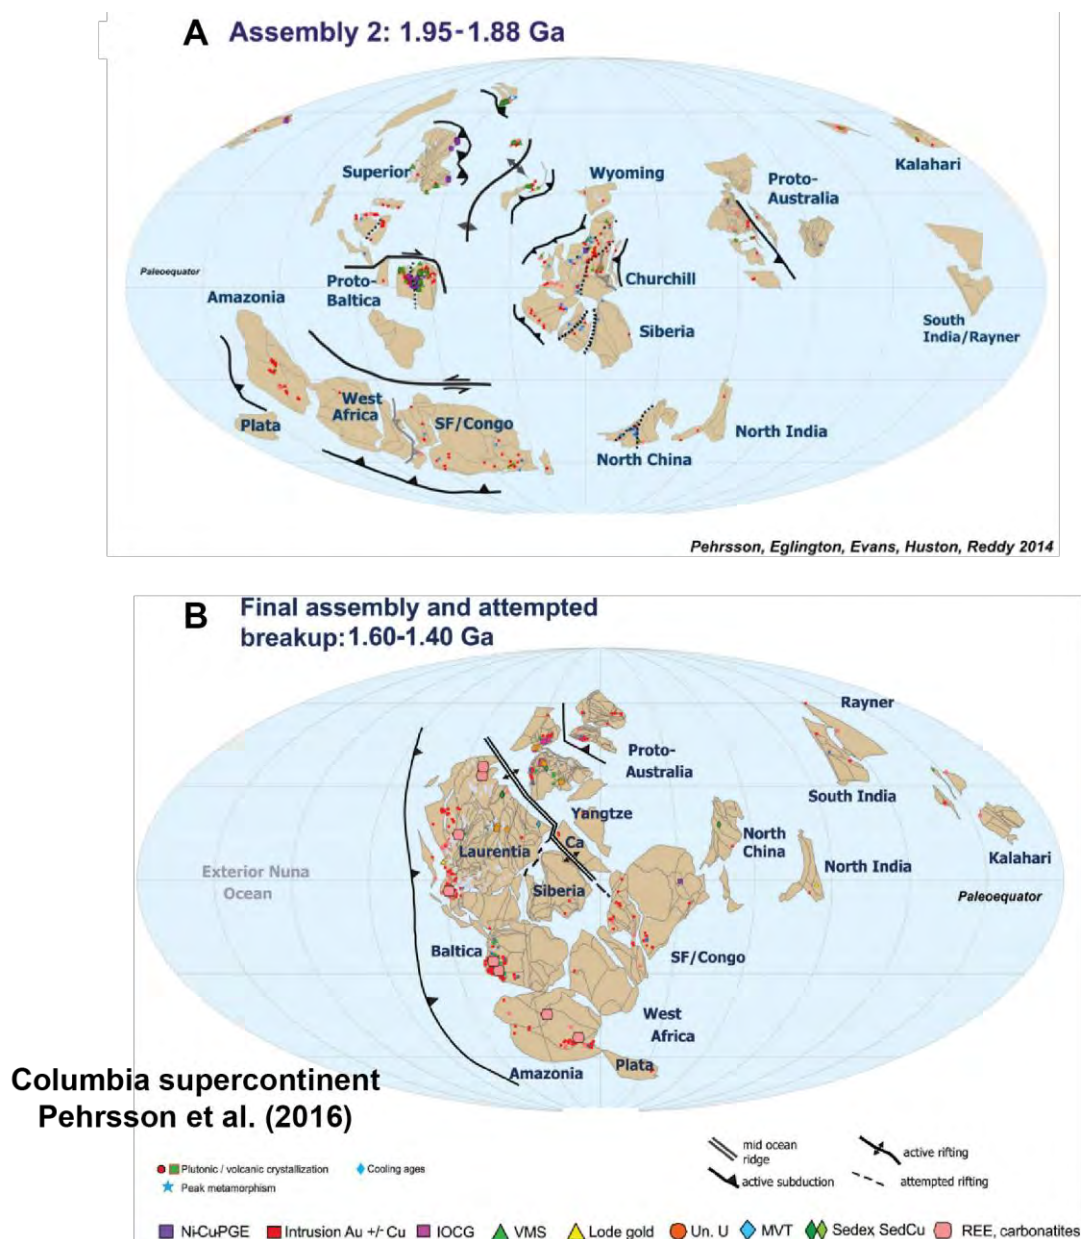 A Assembly 2: 1.95-1.88 Ga
Superior
Wyoming
Proto-
Australia
Kalahari
Paleoequator
Proto-
Baltica
Churchill
Amazonia
Siberia
South
India/Rayner
West
Africa
Plata
SF/Congo
North China
North India
Pehrsson, Eglington, Evans, Huston, Reddy 2014
B Final assembly and attempted
breakup:1.60-1.40 Ga
Rayner
Proto-
Australia
South India
Yangtze
Laurentia
Ca
North
China
Kalahari
Exterior Nuna
Ocean
Siberia
North India
Paleoequator
Baltica
SF/Congo
West
Africa
Amazonia
Plata
Columbia supercontinent
Pehrsson et al. (2016)
Plutonic / volcanic crystallization
Cooling ages
Peak metamorphism
mid ocean
ridge
active rifting
active subduction
attempted rifting
Ni-CuPGE
Intrusion Au +/- Cu
IOCG
VMS
Lode gold
Un. U
MVT
Sedex, SedCu
REE, carbonatites